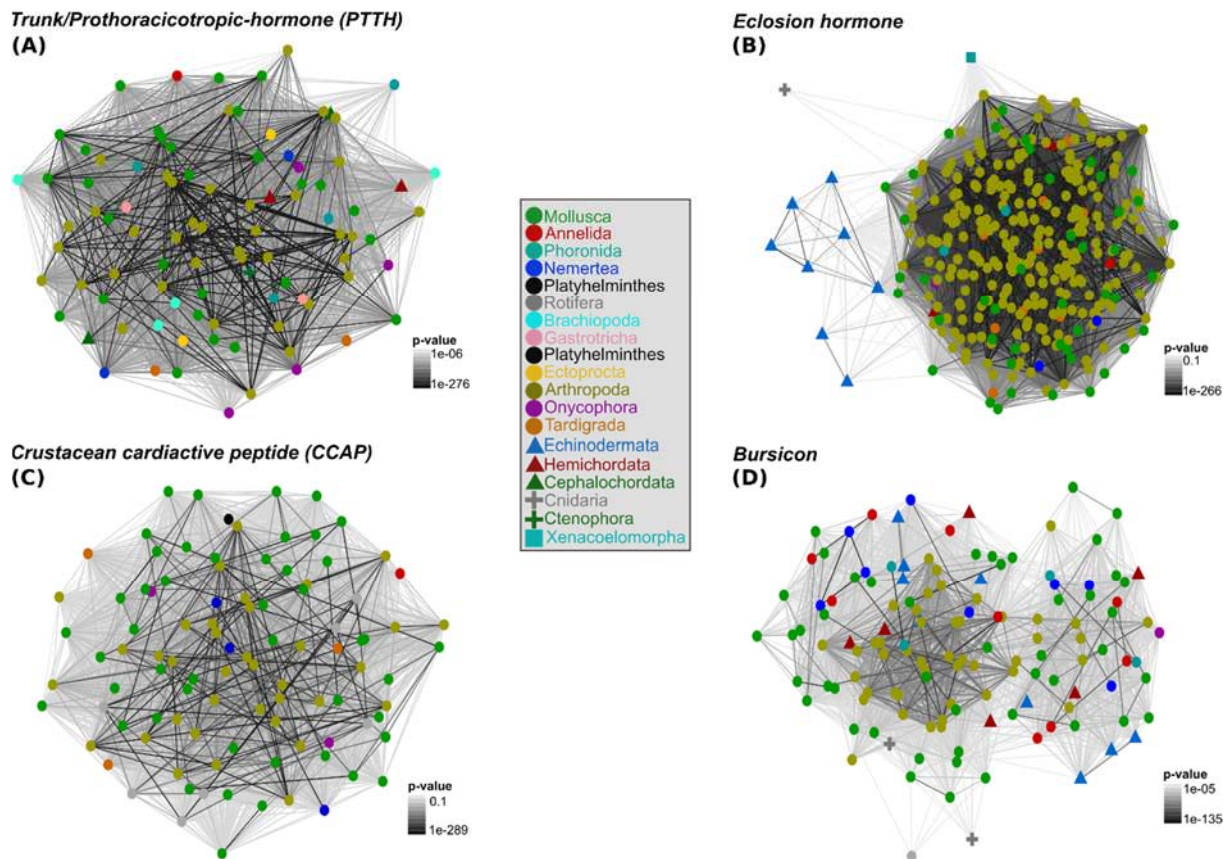 Trunk/Prothoracicotropic-hormone (PTTH)
(A)
p-value
1e-06
1e-276
Eclosion hormone
(B)
p-value
0.1
1e-266
Mollusca
Annelida
Phoronida
Nemertea
Platyhelminthes
Rotifera
Brachiopoda
Gastrotricha
Platyhelminthes
Ectoprocta
Arthropoda
Onycophora
Tardigrada
Echinodermata
Hemichordata
Cephalochordata
Cnidaria
Ctenophora
Xenacoelomorpha
Crustacean cardiactive peptide (CCAP)
(C)
p-value
0.1
1e-289
Bursicon
(D)
p-value
1e-05
1e-135